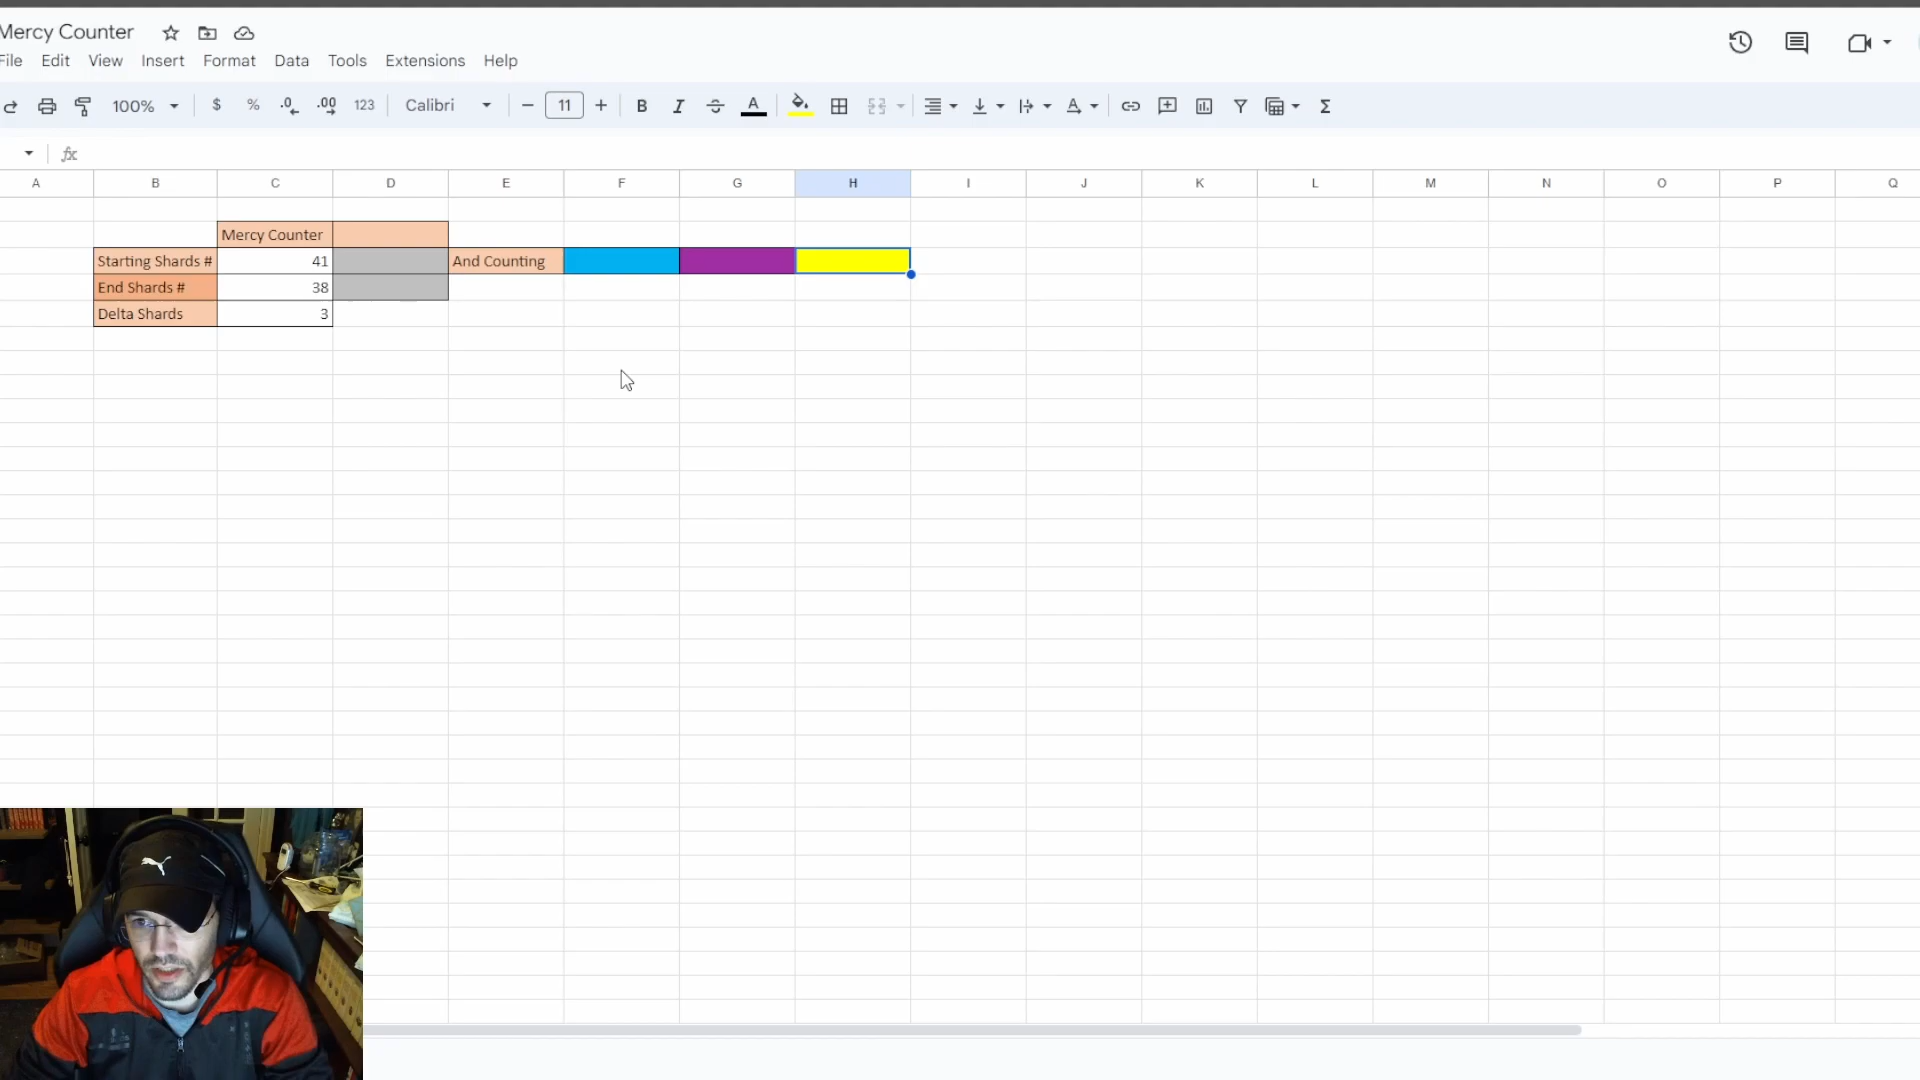 Mercy Counter
File Edit View Insert Format Data Tools Extensions Help
100% $ % .0 .00 123 Calibri 11 B I S A A Σ
fx
A B C D E F G H I J K L M N O P Q
Mercy Counter
Starting Shards # 41 And Counting
End Shards # 38
Delta Shards 3